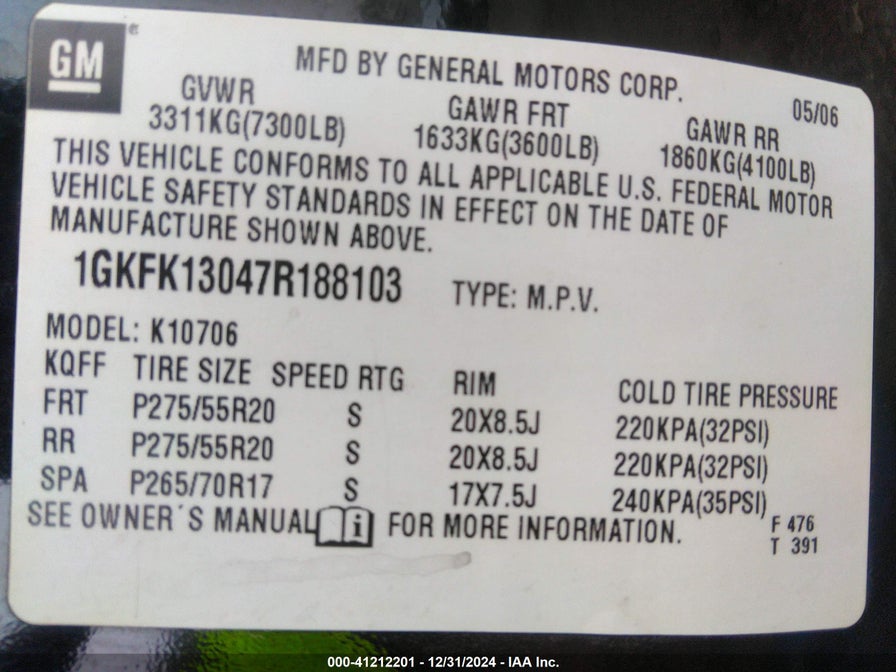 GM
MFD BY GENERAL MOTORS CORP.
05/06
GVWR GAWR FRT GAWR RR
3311KG(7300LB) 1633KG(3600LB) 1860KG(4100LB)
THIS VEHICLE CONFORMS TO ALL APPLICABLE U.S. FEDERAL MOTOR
VEHICLE SAFETY STANDARDS IN EFFECT ON THE DATE OF
MANUFACTURE SHOWN ABOVE.
1GKFK13047R188103 TYPE: M.P.V.
MODEL: K10706
KQFF TIRE SIZE SPEED RTG RIM COLD TIRE PRESSURE
FRT P275/55R20 S 20X8.5J 220KPA(32PSI)
RR P275/55R20 S 20X8.5J 220KPA(32PSI)
SPA P265/70R17 S 17X7.5J 240KPA(35PSI)
SEE OWNER´S MANUAL i FOR MORE INFORMATION.
F 476
T 391
000-41212201 - 12/31/2024 - IAA Inc.